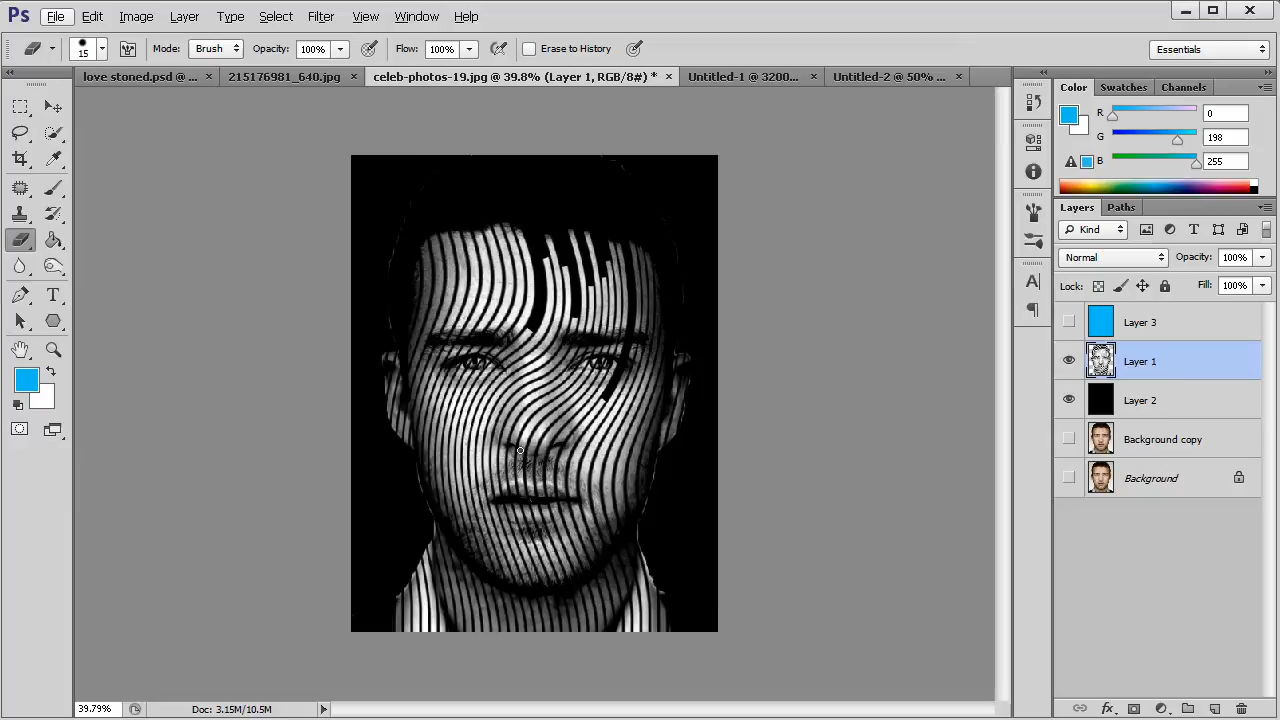 Ps File Edit Image Layer Type Select Filter View Window Help
15 Mode: Brush Opacity: 100% Flow: 100% Erase to History Essentials
love stoned.psd @ ... × 215176981_640.jpg × celeb-photos-19.jpg @ 39.8% (Layer 1, RGB/8#) * × Untitled-1 @ 3200... × Untitled-2 @ 50% ... ×
Color Swatches Channels
R 0
G 198
B 255
Layers Paths
Kind
Normal Opacity: 100%
Lock: Fill: 100%
Layer 3
Layer 1
Layer 2
Background copy
Background
39.79% Doc: 3.15M/10.5M